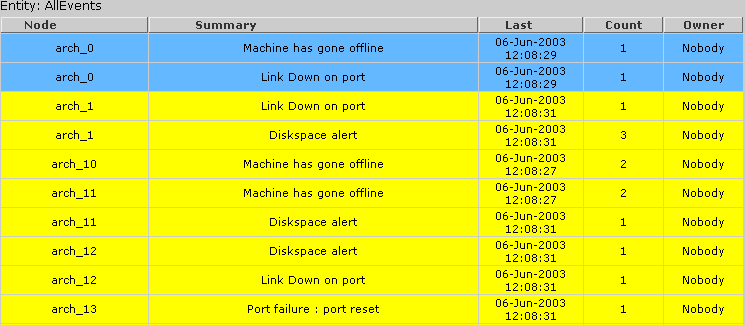 Entity: AllEvents
Node Summary Last Count Owner
arch_0 Machine has gone offline 06-Jun-2003 12:08:29 1 Nobody
arch_0 Link Down on port 06-Jun-2003 12:08:29 1 Nobody
arch_1 Link Down on port 06-Jun-2003 12:08:31 1 Nobody
arch_1 Diskspace alert 06-Jun-2003 12:08:31 3 Nobody
arch_10 Machine has gone offline 06-Jun-2003 12:08:27 2 Nobody
arch_11 Machine has gone offline 06-Jun-2003 12:08:27 2 Nobody
arch_11 Diskspace alert 06-Jun-2003 12:08:31 1 Nobody
arch_12 Diskspace alert 06-Jun-2003 12:08:31 1 Nobody
arch_12 Link Down on port 06-Jun-2003 12:08:31 1 Nobody
arch_13 Port failure : port reset 06-Jun-2003 12:08:31 1 Nobody